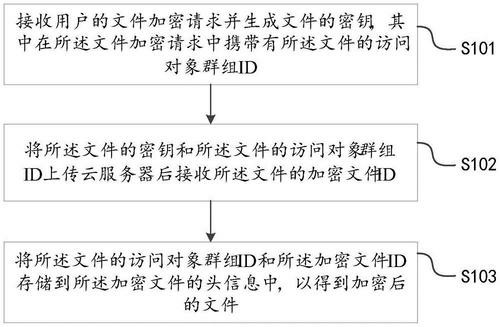 接收用户的文件加密请求并生成文件的密钥，其
中在所述文件加密请求中携带有所述文件的访问
对象群组ID
S101
将所述文件的密钥和所述文件的访问对象群组
ID上传云服务器后接收所述文件的加密文件ID
S102
将所述文件的访问对象群组ID和所述加密文件ID
存储到所述加密文件的头信息中，以得到加密后
的文件
S103